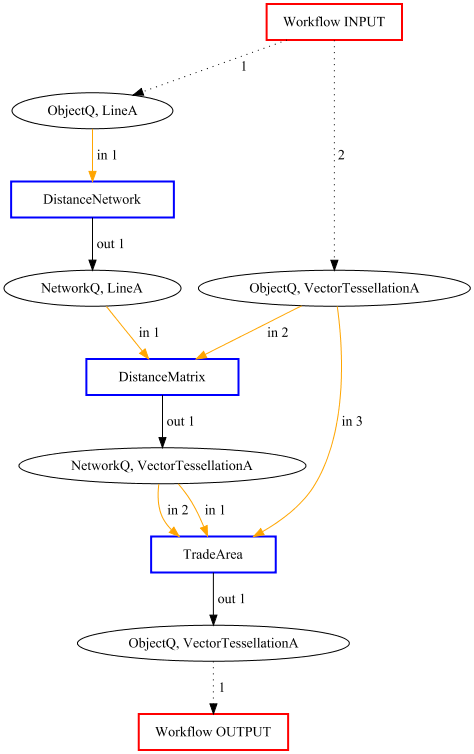 Workflow INPUT
1
ObjectQ, LineA
in 1
2
DistanceNetwork
out 1
NetworkQ, LineA
ObjectQ, VectorTessellationA
in 1
in 2
DistanceMatrix
out 1
in 3
NetworkQ, VectorTessellationA
in 2
in 1
TradeArea
out 1
ObjectQ, VectorTessellationA
1
Workflow OUTPUT